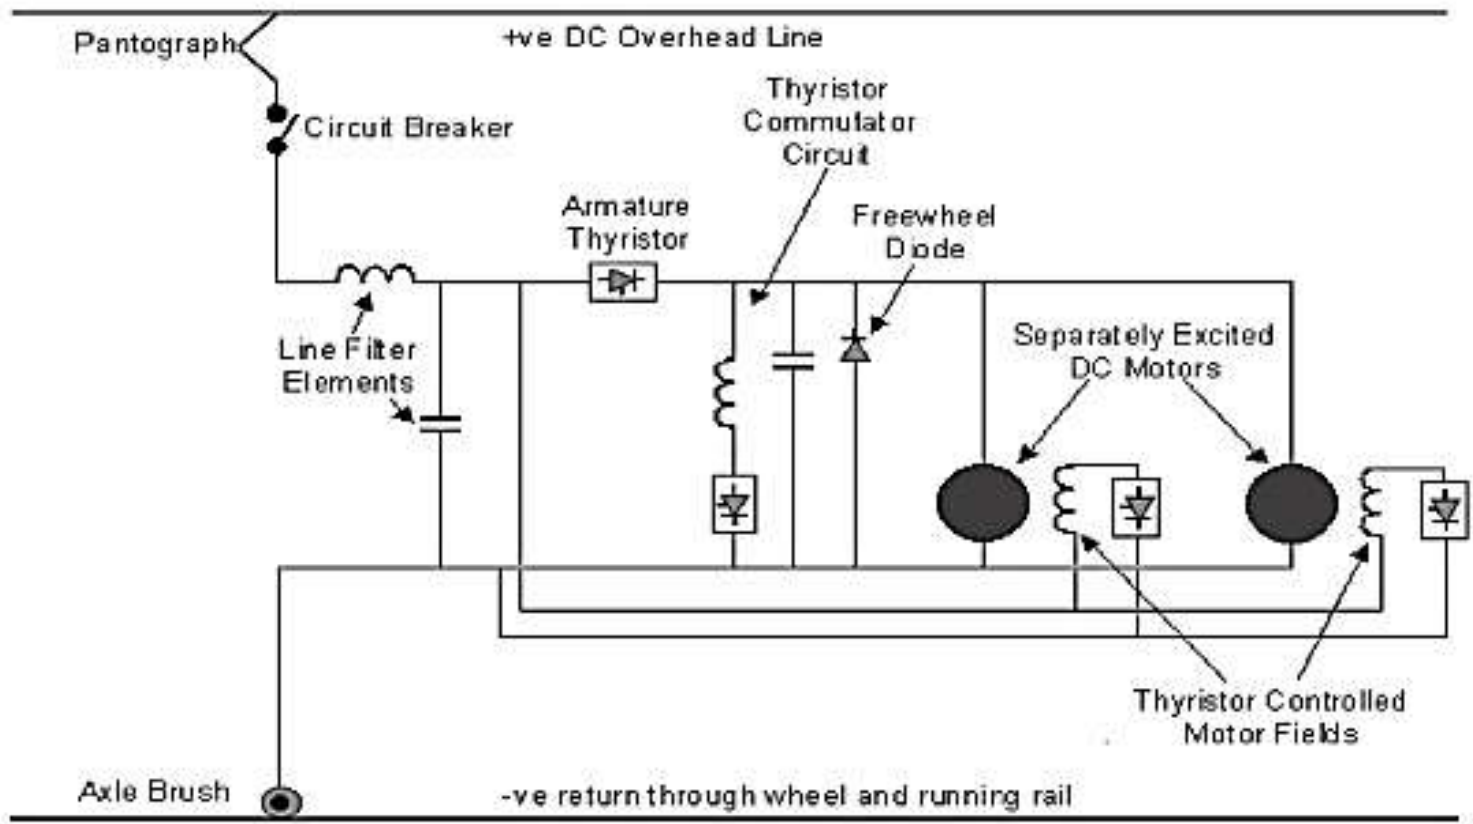 Pantograph
+ve DC Overhead Line
Circuit Breaker
Thyristor
Commutator
Circuit
Armature
Thyristor
Freewheel
Diode
Line Filter
Elements
Separately Excited
DC Motors
Thyristor Controlled
Motor Fields
Axle Brush
-ve return through wheel and running rail